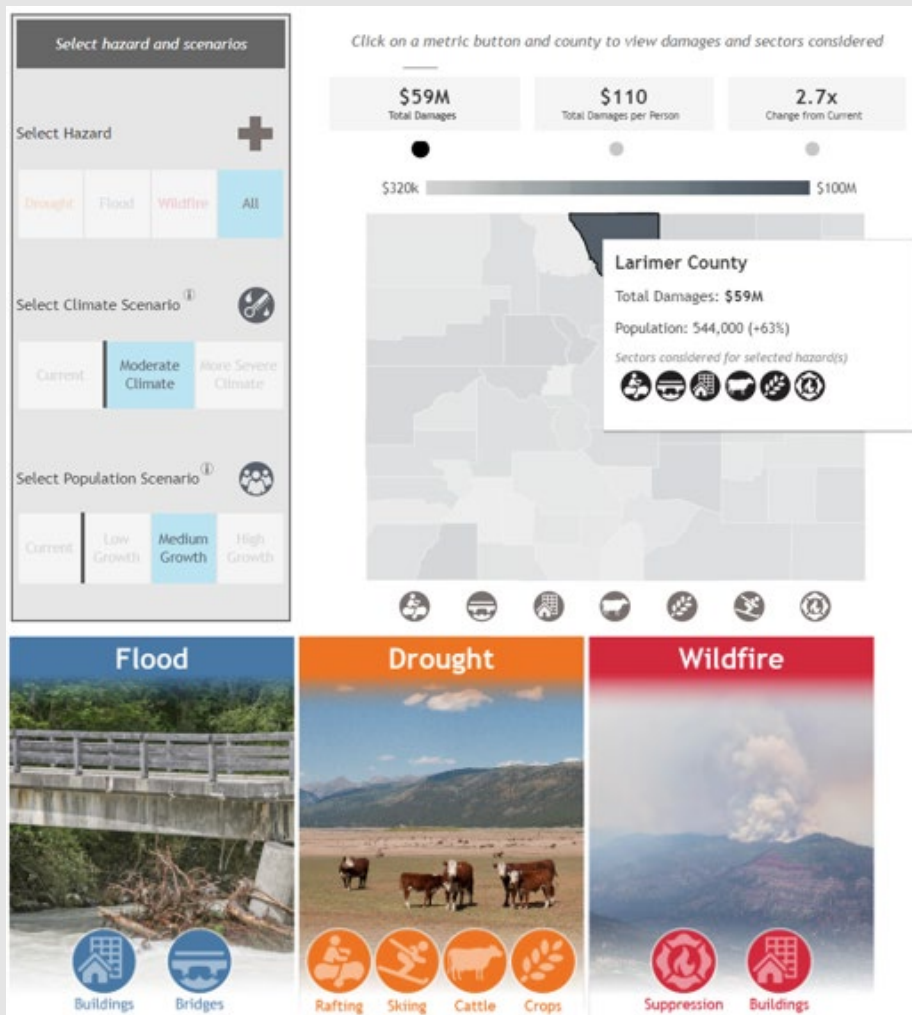 Select hazard and scenarios
Select Hazard
Drought
Flood
Wildfire
All
Select Climate Scenario
Current
Moderate
Climate
More Severe
Climate
Select Population Scenario
Current
Low
Growth
Medium
Growth
High
Growth
Click on a metric button and county to view damages and sectors considered
$59M
Total Damages
$110
Total Damages per Person
2.7x
Change from Current
$320k
$100M
Larimer County
Total Damages: $59M
Population: 544,000 (+63%)
Sectors considered for selected hazard(s)
Flood
Buildings
Bridges
Drought
Rafting
Skiing
Cattle
Crops
Wildfire
Suppression
Buildings